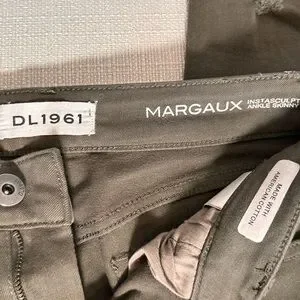 DL1961
MARGAUX
INSTASCULPT
ANKLE SKINNY
MADE WITH
AMERICAN COTTON